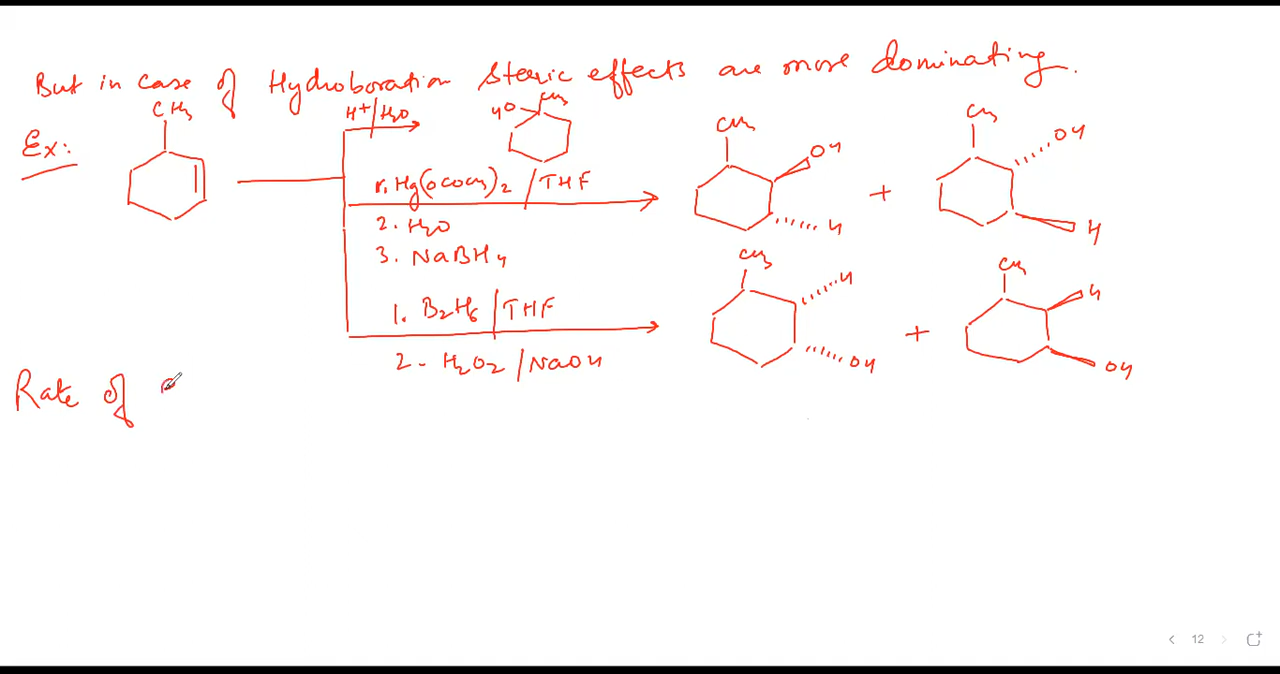 But in case of Hydroboration Steric effects are more dominating.
Ex:
CH3
H+/H2O
HO CH3
1. Hg(OCOCH3)2 / THF
2. H2O
3. NaBH4
CH3 OH H + CH3 OH H
1. B2H6 / THF
2. H2O2 / NaOH
CH3 H OH + CH3 H OH
Rate of
12